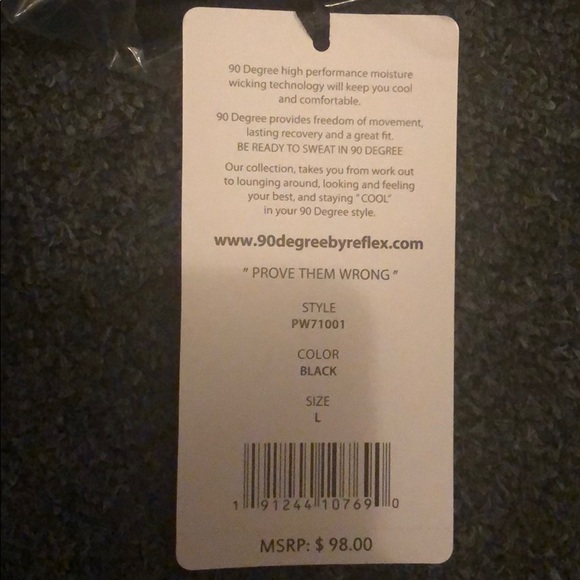 90 Degree high performance moisture
wicking technology will keep you cool
and comfortable.
90 Degree provides freedom of movement,
lasting recovery and a great fit.
BE READY TO SWEAT IN 90 DEGREE
Our collection, takes you from work out
to lounging around, looking and feeling
your best, and staying "COOL"
in your 90 Degree style.
www.90degreebyreflex.com
" PROVE THEM WRONG "
STYLE
PW71001
COLOR
BLACK
SIZE
L
1 91244 10769 0
MSRP: $ 98.00